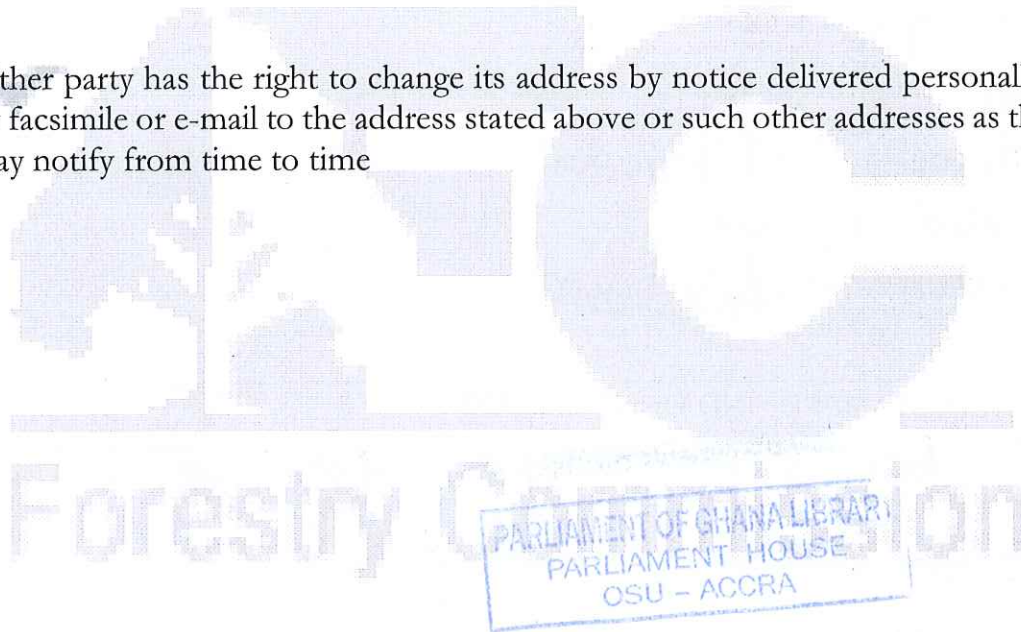 ther party has the right to change its address by notice delivered personall
facsimile or e-mail to the address stated above or such other addresses as th
ay notify from time to time
Forestry Commission
PARLIAMENT OF GHANA LIBRARY
PARLIAMENT HOUSE
OSU – ACCRA